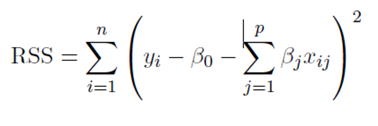 RSS = \sum_{i=1}^{n} \left( y_i - \beta_0 - \sum_{j=1}^{p} \beta_j x_{ij} \right)^2